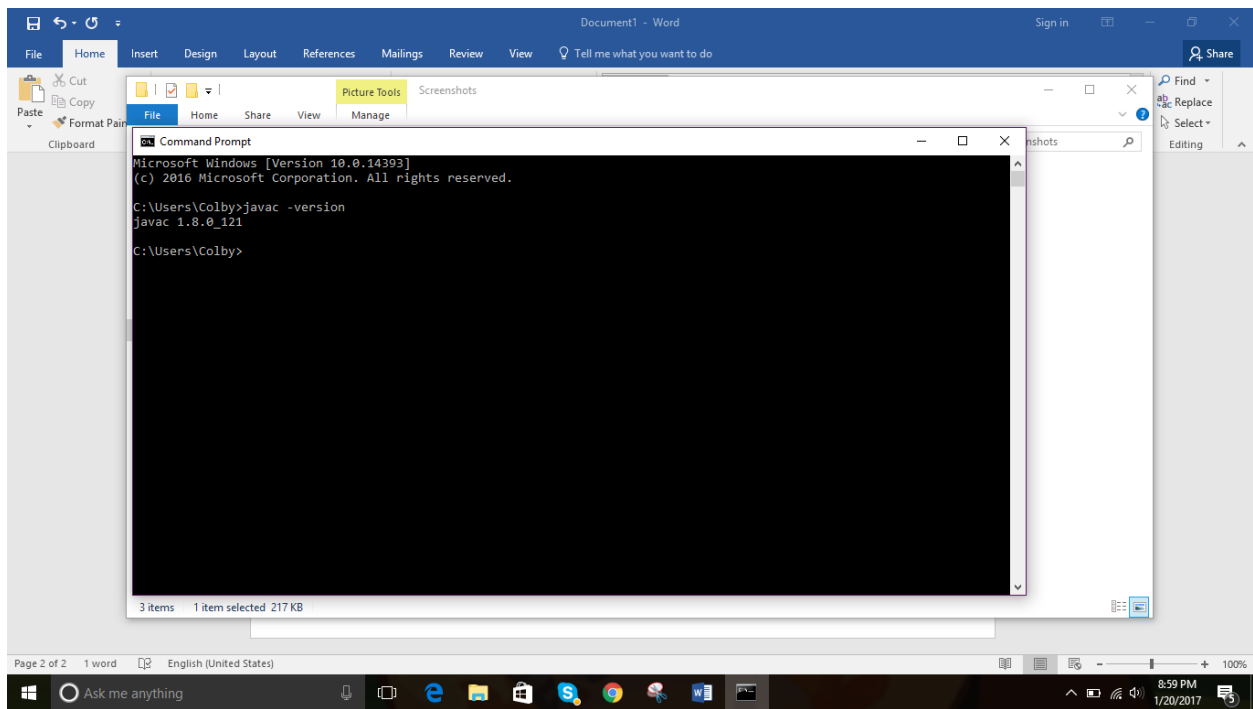 Document1 - Word
Sign in
File Home Insert Design Layout References Mailings Review View Tell me what you want to do Share
Cut
Copy
Paste
Format Pain
Clipboard
Picture Tools Screenshots
File Home Share View Manage
Find
Replace
Select
Editing
nshots
Command Prompt
Microsoft Windows [Version 10.0.14393]
(c) 2016 Microsoft Corporation. All rights reserved.
C:\Users\Colby>javac -version
javac 1.8.0_121
C:\Users\Colby>
3 items 1 item selected 217 KB
Page 2 of 2 1 word English (United States) 100%
Ask me anything
8:59 PM
1/20/2017
5